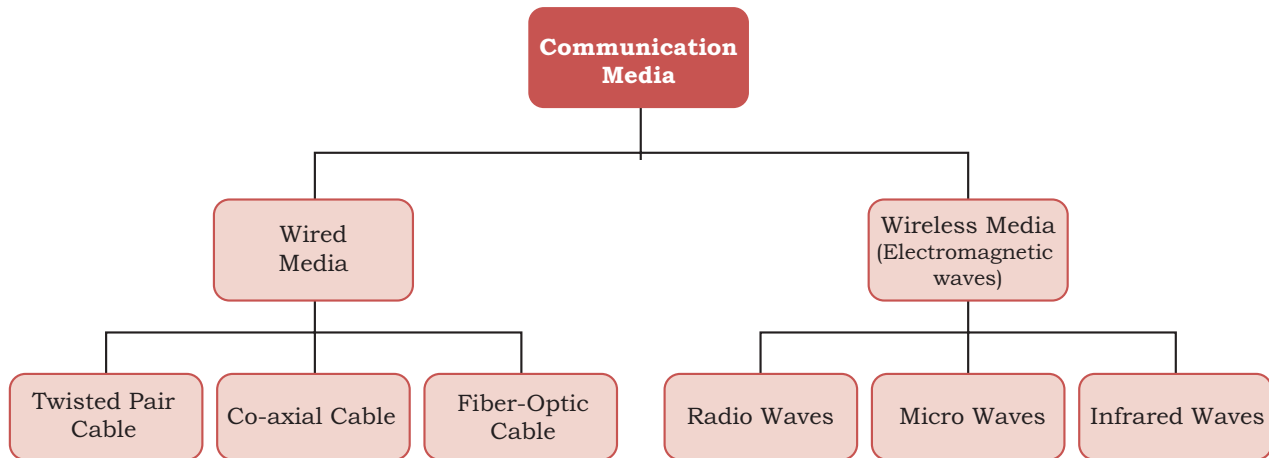 Communication
Media
Wired
Media
Wireless Media
(Electromagnetic
waves)
Twisted Pair
Cable
Co-axial Cable
Fiber-Optic
Cable
Radio Waves
Micro Waves
Infrared Waves